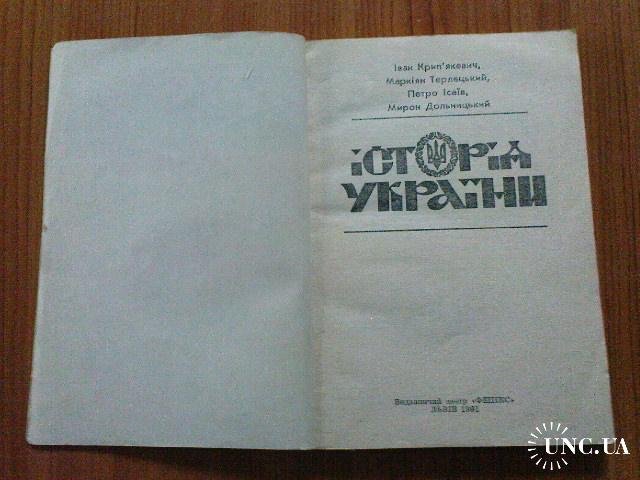 Іван Крип'якевич,
Маркіян Терлецький,
Петро Ісаїв,
Мирон Дольницький
ІСТОРІЯ
УКРАЇНИ
Видавничий центр «ФЕНІКС»
ЛЬВІВ 1991
UNC.UA